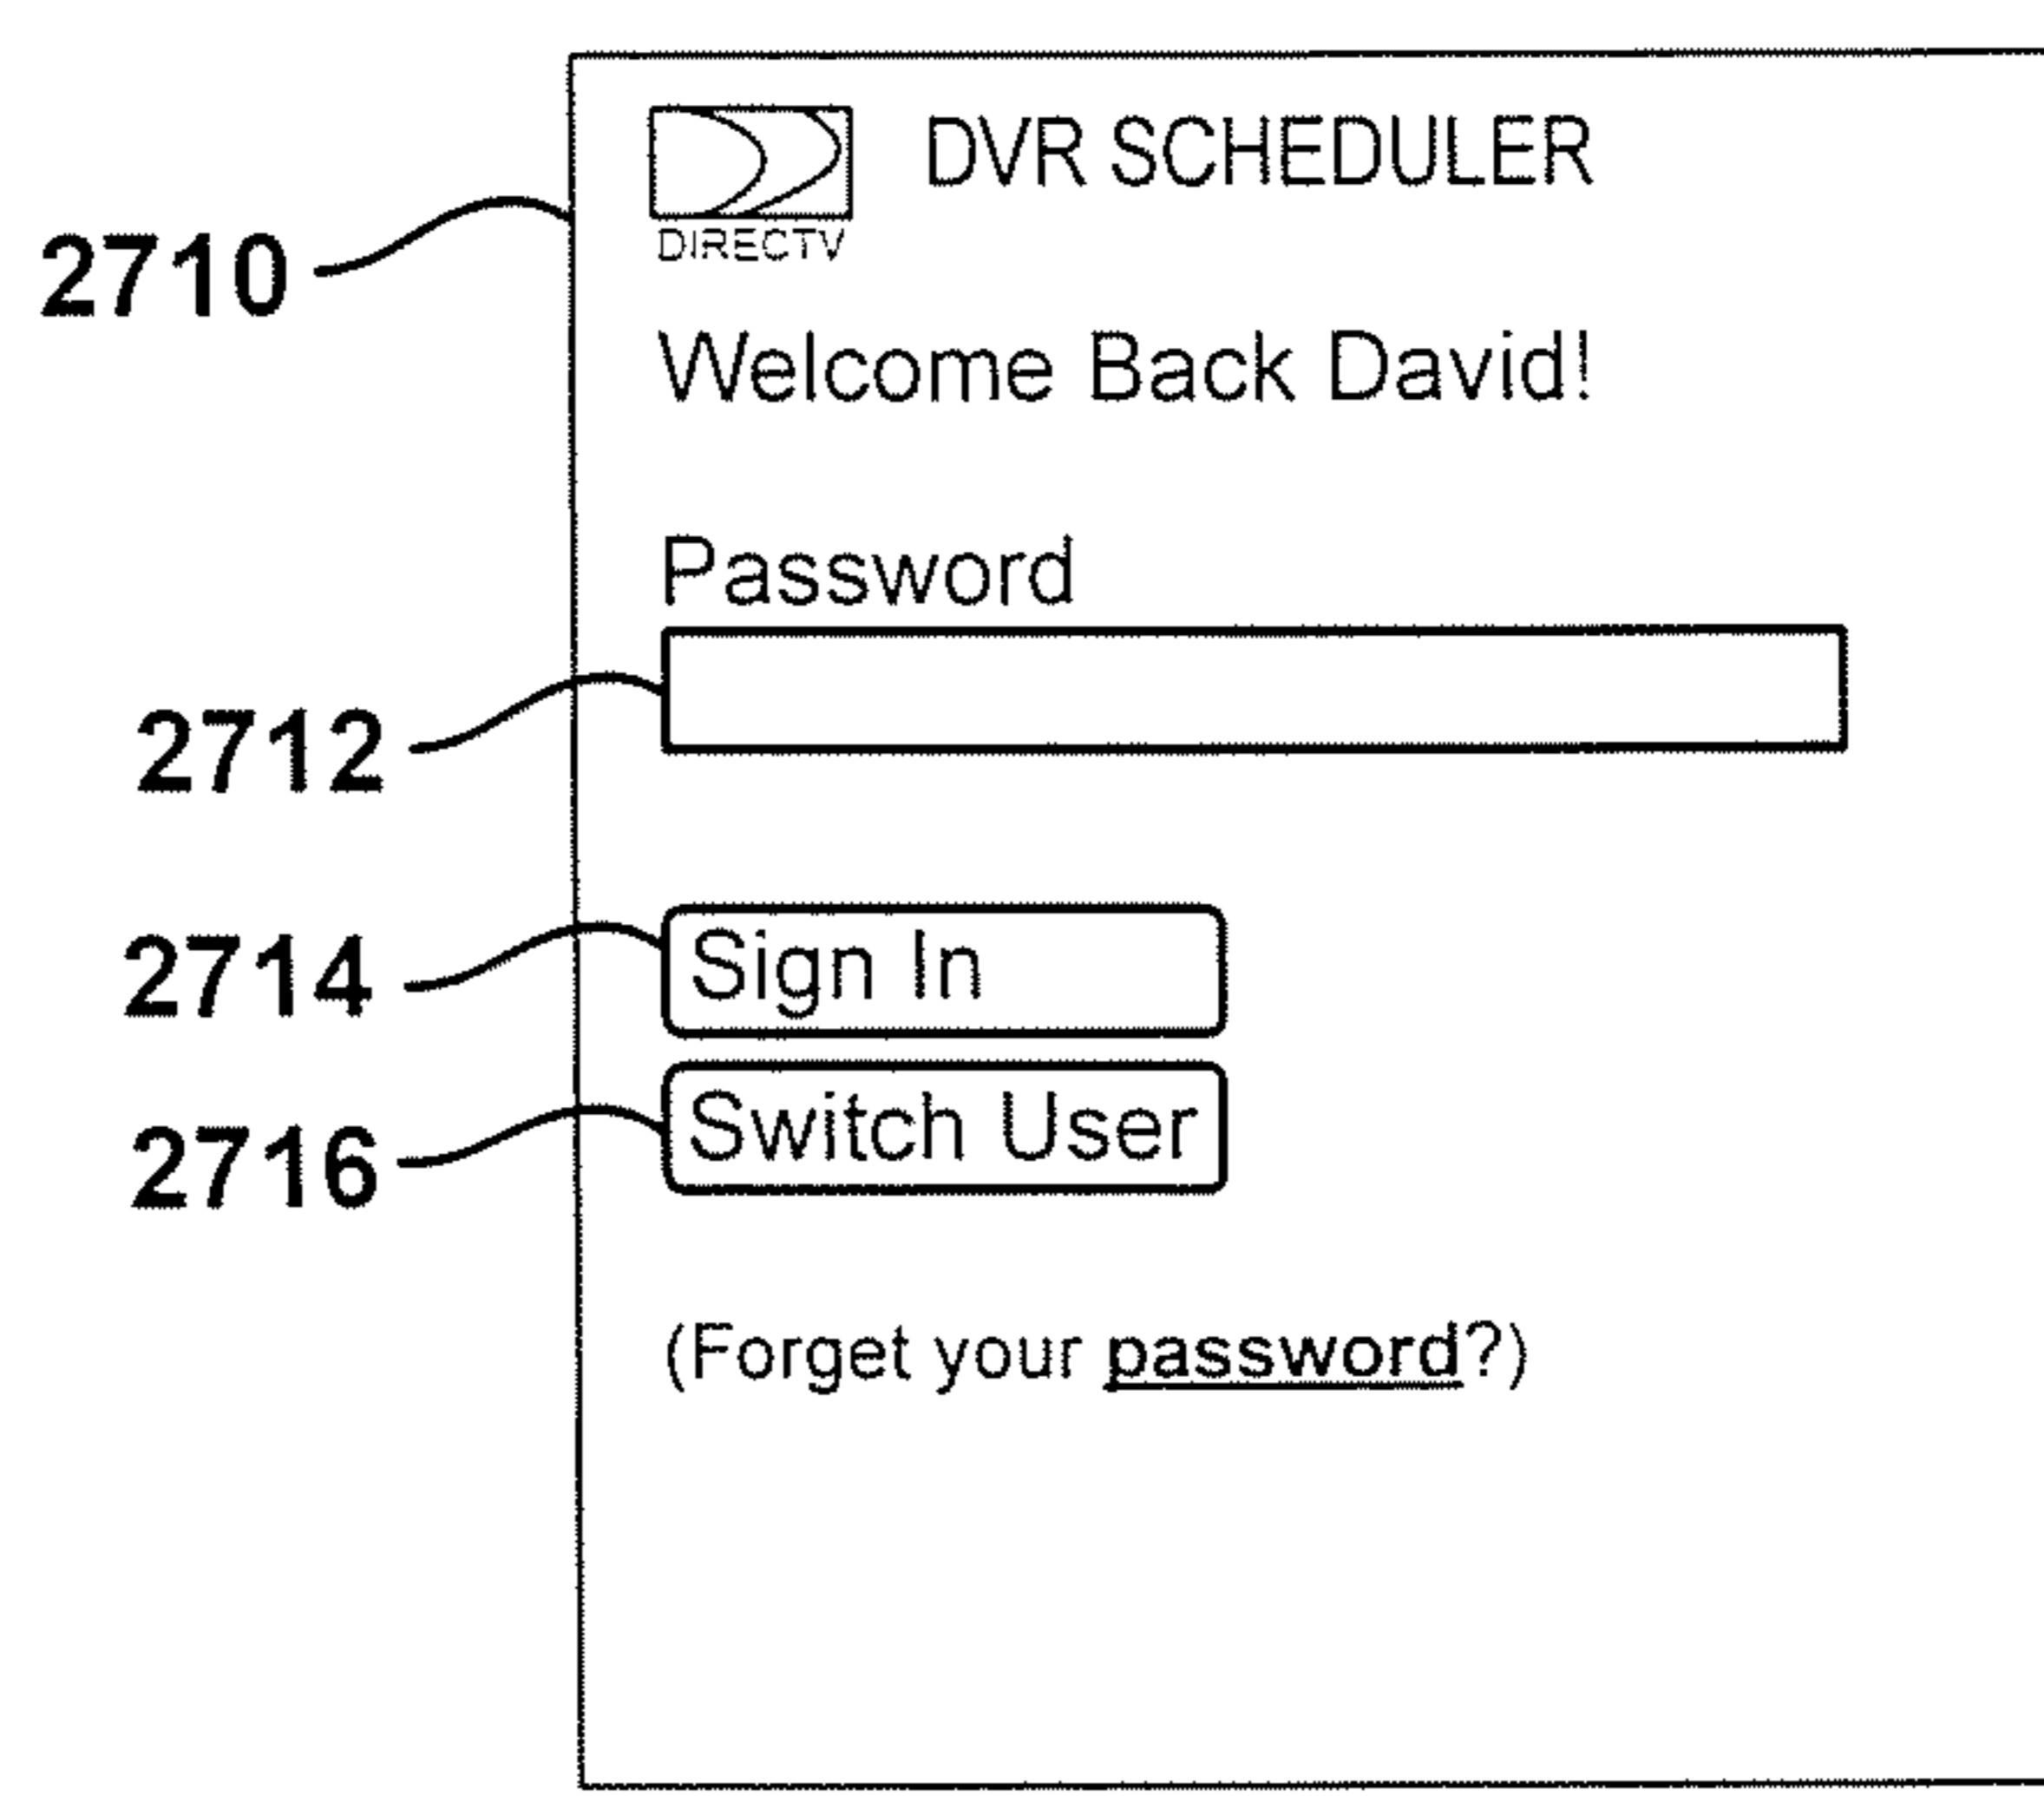 DVR SCHEDULER
DIRECTV
2710
Welcome Back David!
Password
2712
2714
Sign In
Switch User
2716
(Forget your password?)